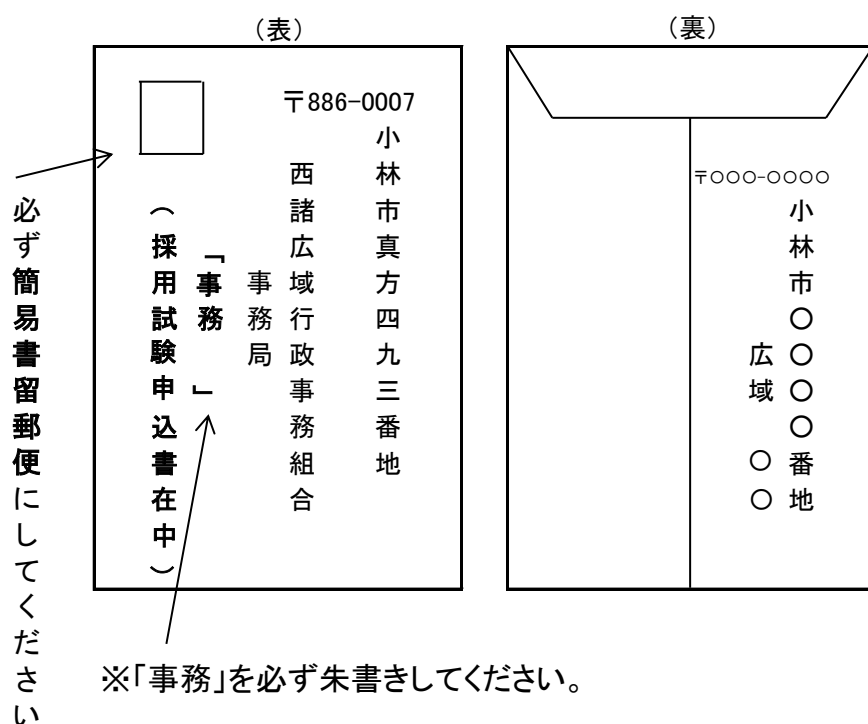 （表）
〒886-0007
小林市真方四九三番地
西諸広域行政事務組合
事務局
「事務」
（採用試験申込書在中）
必ず簡易書留郵便にしてください
（裏）
〒○○○-○○○○
小林市○○○○番地
広域　○○
※「事務」を必ず朱書きしてください。